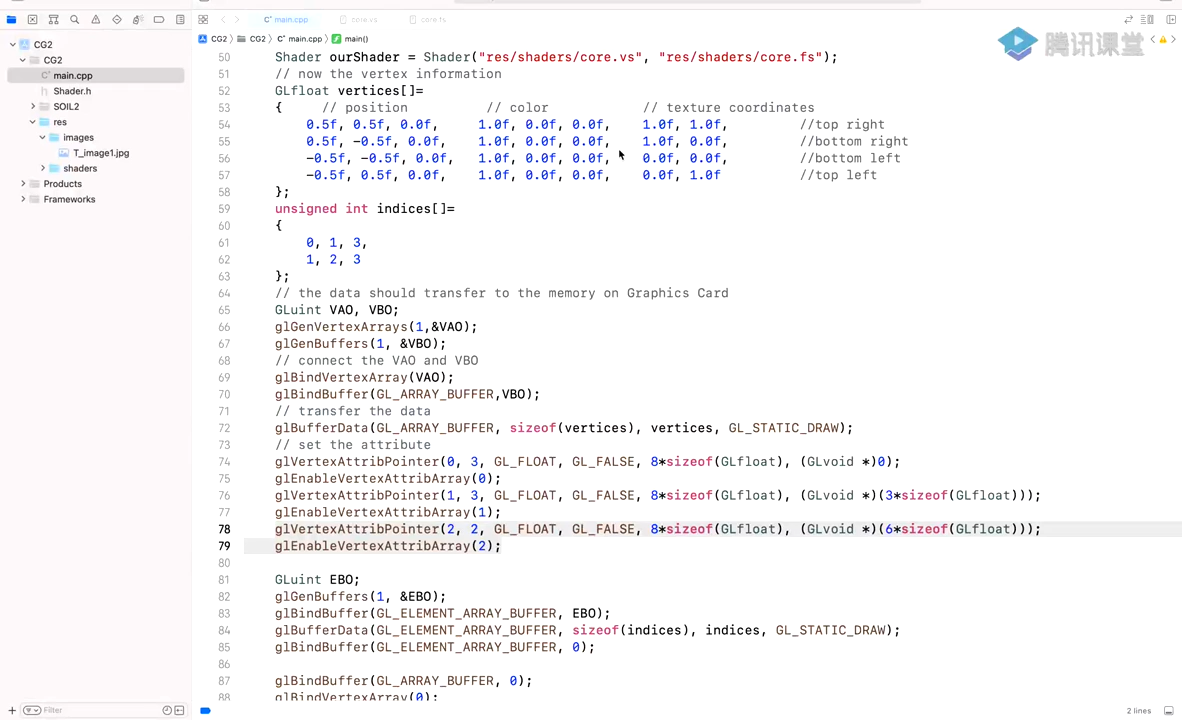 main.cpp
core.vs
core.fs
CG2
CG2
main.cpp
main()
腾讯课堂
CG2
CG2
main.cpp
Shader.h
SOIL2
res
images
T_image1.jpg
shaders
Products
Frameworks
50 Shader ourShader = Shader("res/shaders/core.vs", "res/shaders/core.fs");
51 // now the vertex information
52 GLfloat vertices[]=
53 { // position // color // texture coordinates
54 0.5f, 0.5f, 0.0f, 1.0f, 0.0f, 0.0f, 1.0f, 1.0f, //top right
55 0.5f, -0.5f, 0.0f, 1.0f, 0.0f, 0.0f, 1.0f, 0.0f, //bottom right
56 -0.5f, -0.5f, 0.0f, 1.0f, 0.0f, 0.0f, 0.0f, 0.0f, //bottom left
57 -0.5f, 0.5f, 0.0f, 1.0f, 0.0f, 0.0f, 0.0f, 1.0f //top left
58 };
59 unsigned int indices[]=
60 {
61 0, 1, 3,
62 1, 2, 3
63 };
64 // the data should transfer to the memory on Graphics Card
65 GLuint VAO, VBO;
66 glGenVertexArrays(1,&VAO);
67 glGenBuffers(1, &VBO);
68 // connect the VAO and VBO
69 glBindVertexArray(VAO);
70 glBindBuffer(GL_ARRAY_BUFFER,VBO);
71 // transfer the data
72 glBufferData(GL_ARRAY_BUFFER, sizeof(vertices), vertices, GL_STATIC_DRAW);
73 // set the attribute
74 glVertexAttribPointer(0, 3, GL_FLOAT, GL_FALSE, 8*sizeof(GLfloat), (GLvoid *)0);
75 glEnableVertexAttribArray(0);
76 glVertexAttribPointer(1, 3, GL_FLOAT, GL_FALSE, 8*sizeof(GLfloat), (GLvoid *)(3*sizeof(GLfloat)));
77 glEnableVertexAttribArray(1);
78 glVertexAttribPointer(2, 2, GL_FLOAT, GL_FALSE, 8*sizeof(GLfloat), (GLvoid *)(6*sizeof(GLfloat)));
79 glEnableVertexAttribArray(2);
80
81 GLuint EBO;
82 glGenBuffers(1, &EBO);
83 glBindBuffer(GL_ELEMENT_ARRAY_BUFFER, EBO);
84 glBufferData(GL_ELEMENT_ARRAY_BUFFER, sizeof(indices), indices, GL_STATIC_DRAW);
85 glBindBuffer(GL_ELEMENT_ARRAY_BUFFER, 0);
86
87 glBindBuffer(GL_ARRAY_BUFFER, 0);
88 glBindVertexArray(0);
Filter
2 lines